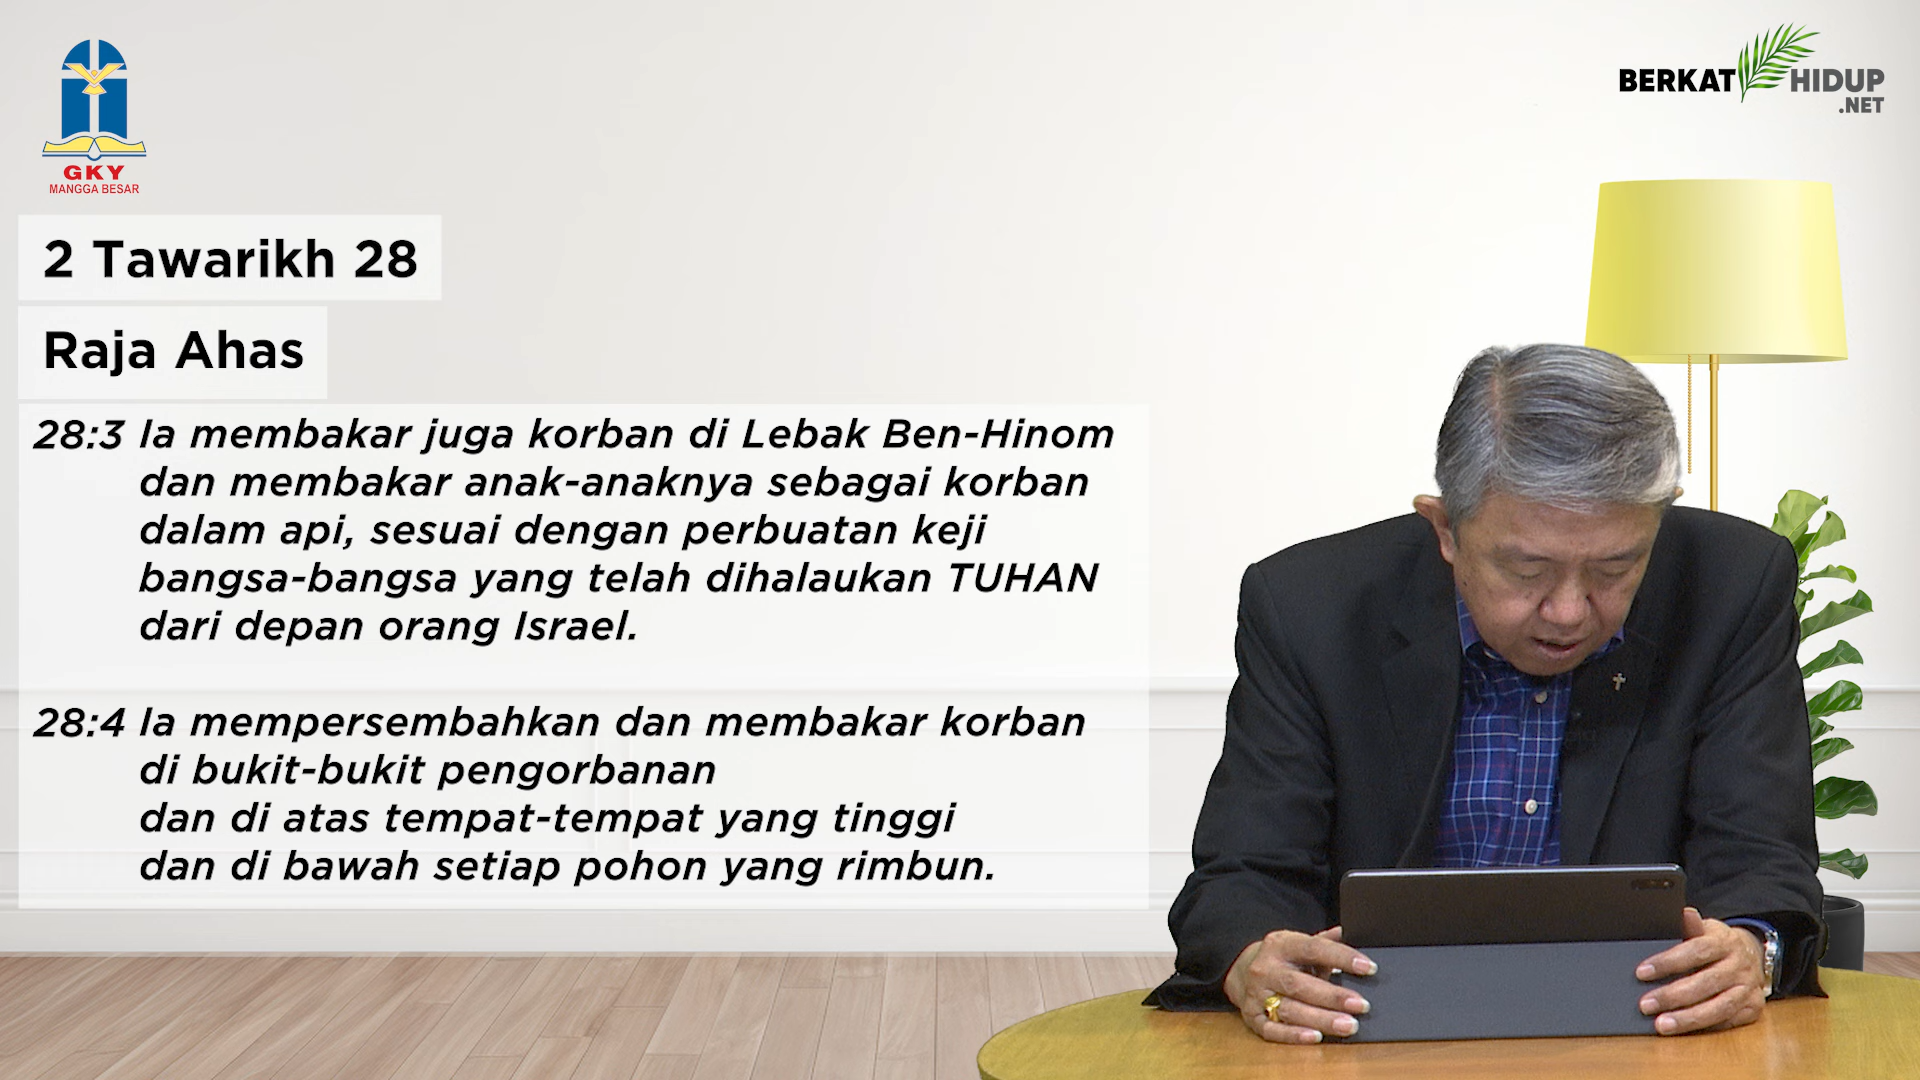 GKY
MANGGA BESAR
BERKAT HIDUP
.NET
2 Tawarikh 28
Raja Ahas
28:3 Ia membakar juga korban di Lebak Ben-Hinom
dan membakar anak-anaknya sebagai korban
dalam api, sesuai dengan perbuatan keji
bangsa-bangsa yang telah dihalaukan TUHAN
dari depan orang Israel.
28:4 Ia mempersembahkan dan membakar korban
di bukit-bukit pengorbanan
dan di atas tempat-tempat yang tinggi
dan di bawah setiap pohon yang rimbun.